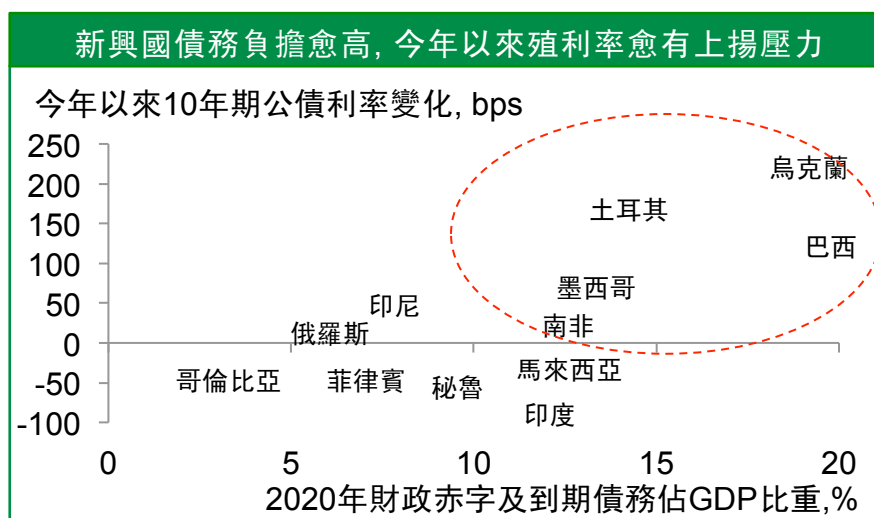 新興國債務負擔愈高, 今年以來殖利率愈有上揚壓力
今年以來10年期公債利率變化, bps
250
200
150
100
50
0
-50
-100
烏克蘭
土耳其
巴西
墨西哥
印尼
南非
俄羅斯
馬來西亞
哥倫比亞
菲律賓
秘魯
印度
0 5 10 15 20
2020年財政赤字及到期債務佔GDP比重,%